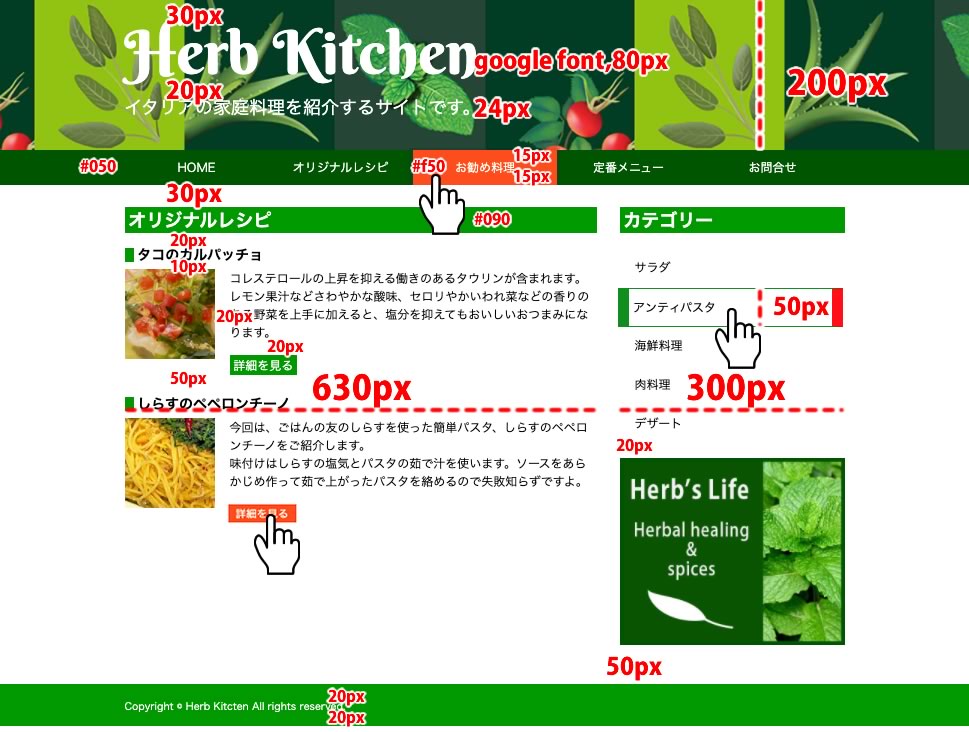 30px
Herb Kitchen
google font,80px
20px
200px
イタリアの家庭料理を紹介するサイトです。
24px
#050
HOME
オリジナルレシピ
#f50
お勧め料理
15px
15px
定番メニュー
お問合せ
30px
オリジナルレシピ
#090
カテゴリー
20px
タコのカルパッチョ
10px
コレステロールの上昇を抑える働きのあるタウリンが含まれます。
レモン果汁などさわやかな酸味、セロリやかいわれ菜などの香りの
野菜を上手に加えると、塩分を抑えてもおいしいおつまみにな
ります。
20px
20px
詳細を見る
50px
630px
しらすのペペロンチーノ
今回は、ごはんの友のしらすを使った簡単パスタ、しらすのペペロ
ンチーノをご紹介します。
味付けはしらすの塩気とパスタの茹で汁を使います。ソースをあら
かじめ作って茹で上がったパスタを絡めるので失敗知らずですよ。
詳細を見る
サラダ
アンティパスタ
50px
海鮮料理
肉料理
300px
デザート
20px
Herb's Life
Herbal healing
&
spices
50px
20px
Copyright © Herb Kitcten All rights reserved
20px